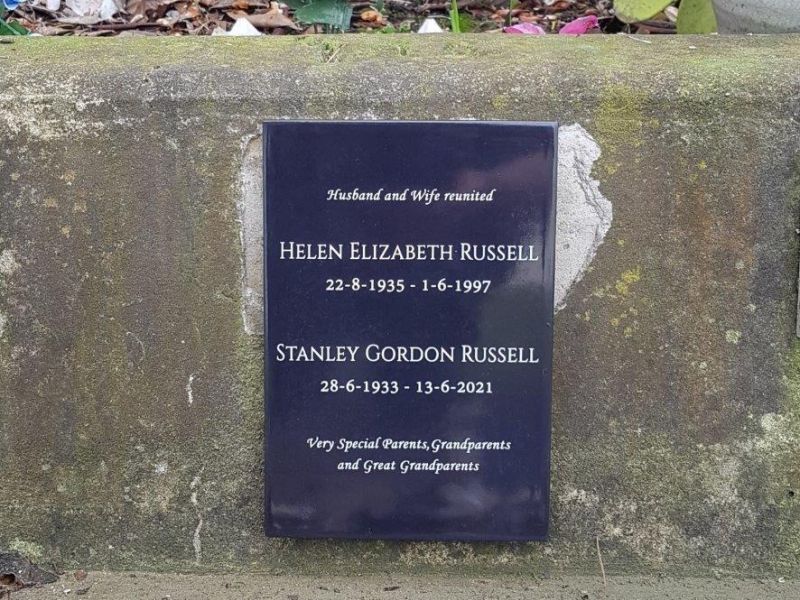 Husband and Wife reunited
HELEN ELIZABETH RUSSELL
22-8-1935 - 1-6-1997
STANLEY GORDON RUSSELL
28-6-1933 - 13-6-2021
Very Special Parents, Grandparents
and Great Grandparents